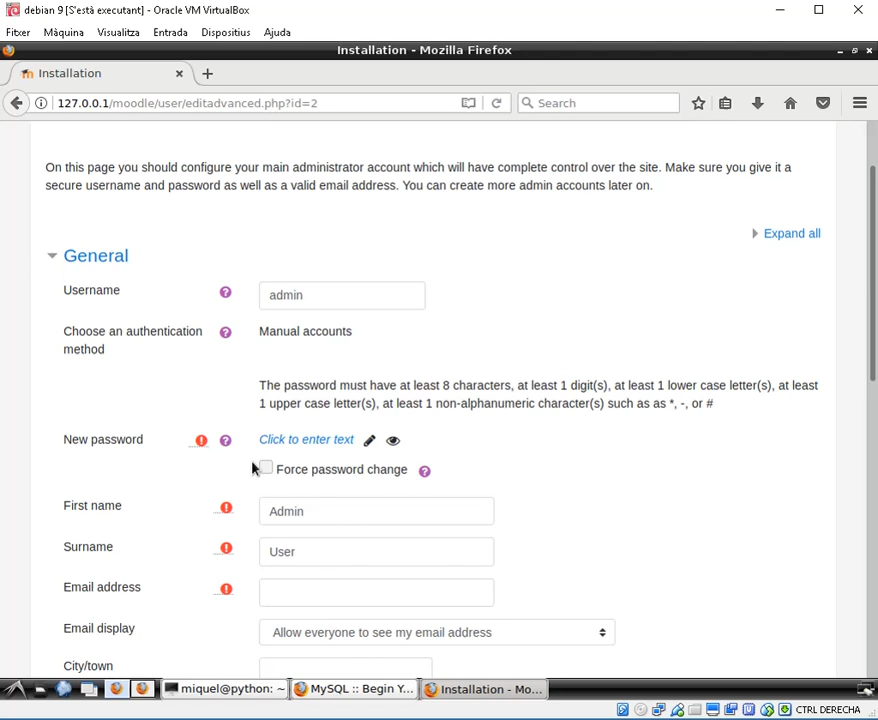 debian 9 [S'està executant] - Oracle VM VirtualBox
Fitxer Màquina Visualitza Entrada Dispositius Ajuda
Installation - Mozilla Firefox
Installation
127.0.0.1/moodle/user/editadvanced.php?id=2
Search
On this page you should configure your main administrator account which will have complete control over the site. Make sure you give it a
secure username and password as well as a valid email address. You can create more admin accounts later on.
Expand all
General
Username
admin
Choose an authentication
method
Manual accounts
The password must have at least 8 characters, at least 1 digit(s), at least 1 lower case letter(s), at least
1 upper case letter(s), at least 1 non-alphanumeric character(s) such as as *, -, or #
New password
Click to enter text
Force password change
First name
Admin
Surname
User
Email address
Email display
Allow everyone to see my email address
City/town
miquel@python: ~
MySQL :: Begin Y...
Installation - Mo...
CTRL DERECHA